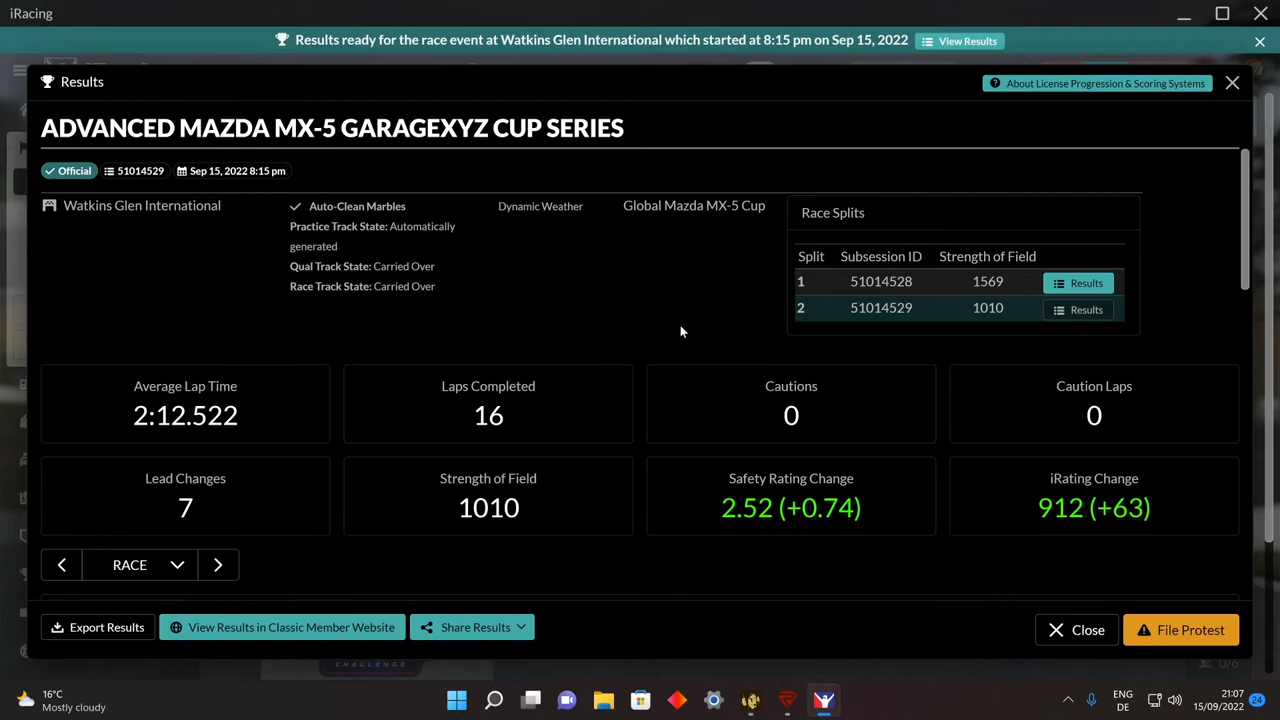 iRacing
Results ready for the race event at Watkins Glen International which started at 8:15 pm on Sep 15, 2022 View Results
Results
About License Progression & Scoring Systems
ADVANCED MAZDA MX-5 GARAGEXYZ CUP SERIES
Official 51014529 Sep 15, 2022 8:15 pm
Watkins Glen International
Auto-Clean Marbles
Practice Track State: Automatically
generated
Qual Track State: Carried Over
Race Track State: Carried Over
Dynamic Weather
Global Mazda MX-5 Cup
Race Splits
Split Subsession ID Strength of Field
1 51014528 1569 Results
2 51014529 1010 Results
Average Lap Time
2:12.522
Laps Completed
16
Cautions
0
Caution Laps
0
Lead Changes
7
Strength of Field
1010
Safety Rating Change
2.52 (+0.74)
iRating Change
912 (+63)
RACE
Export Results View Results in Classic Member Website Share Results Close File Protest
CHALLENGE
0/6
16°C
Mostly cloudy
ENG
DE
21:07
15/09/2022
24